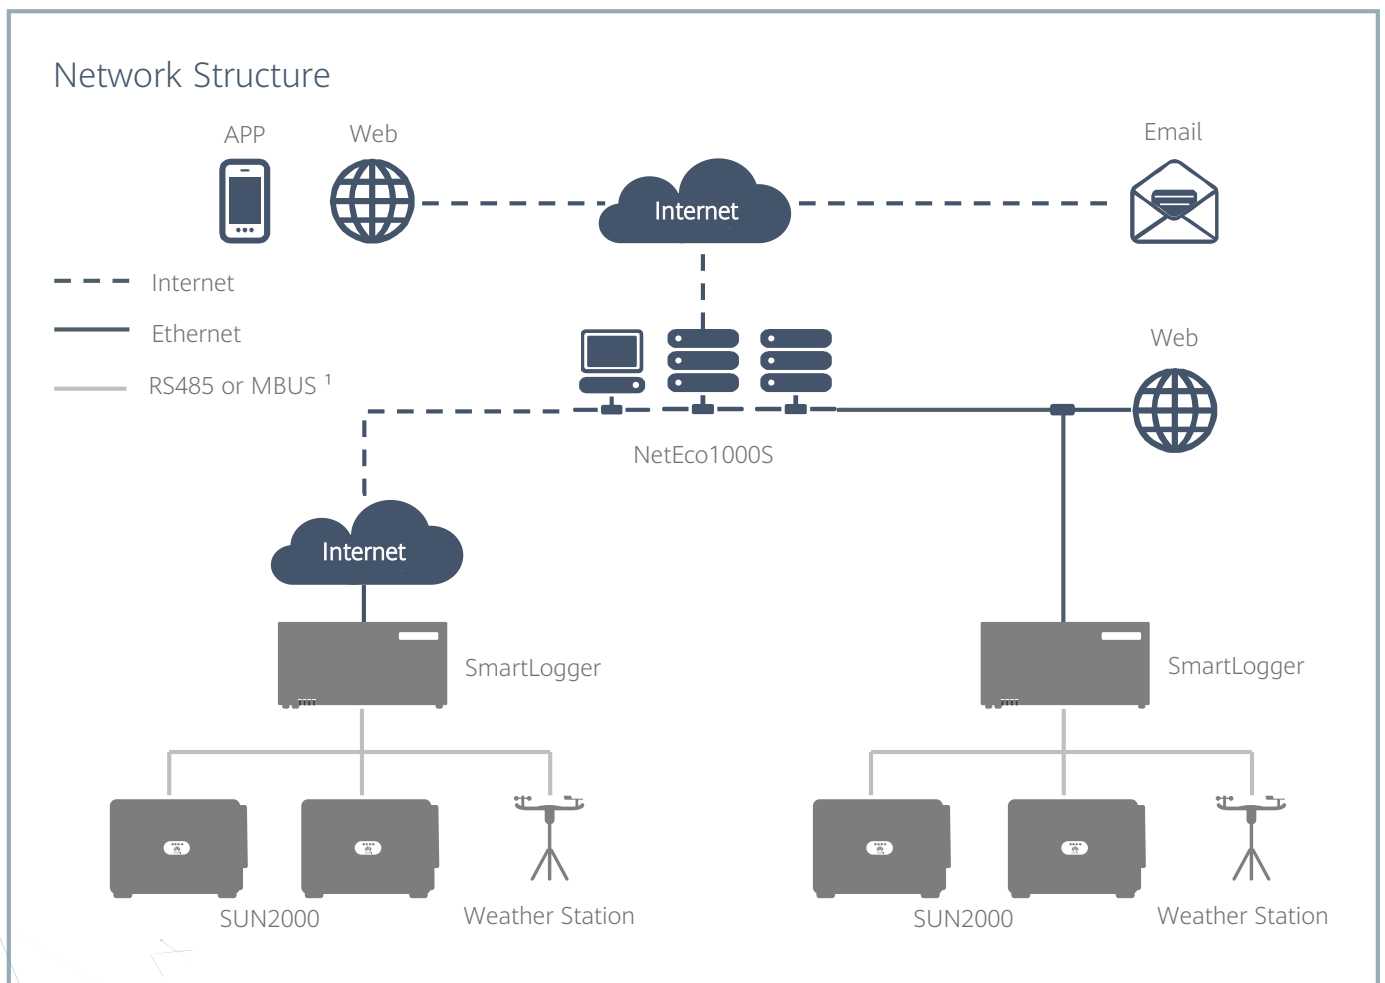 Network Structure
APP
Web
Email
Internet
Internet
Ethernet
RS485 or MBUS ¹
Web
NetEco1000S
Internet
SmartLogger
SmartLogger
SUN2000
Weather Station
SUN2000
Weather Station